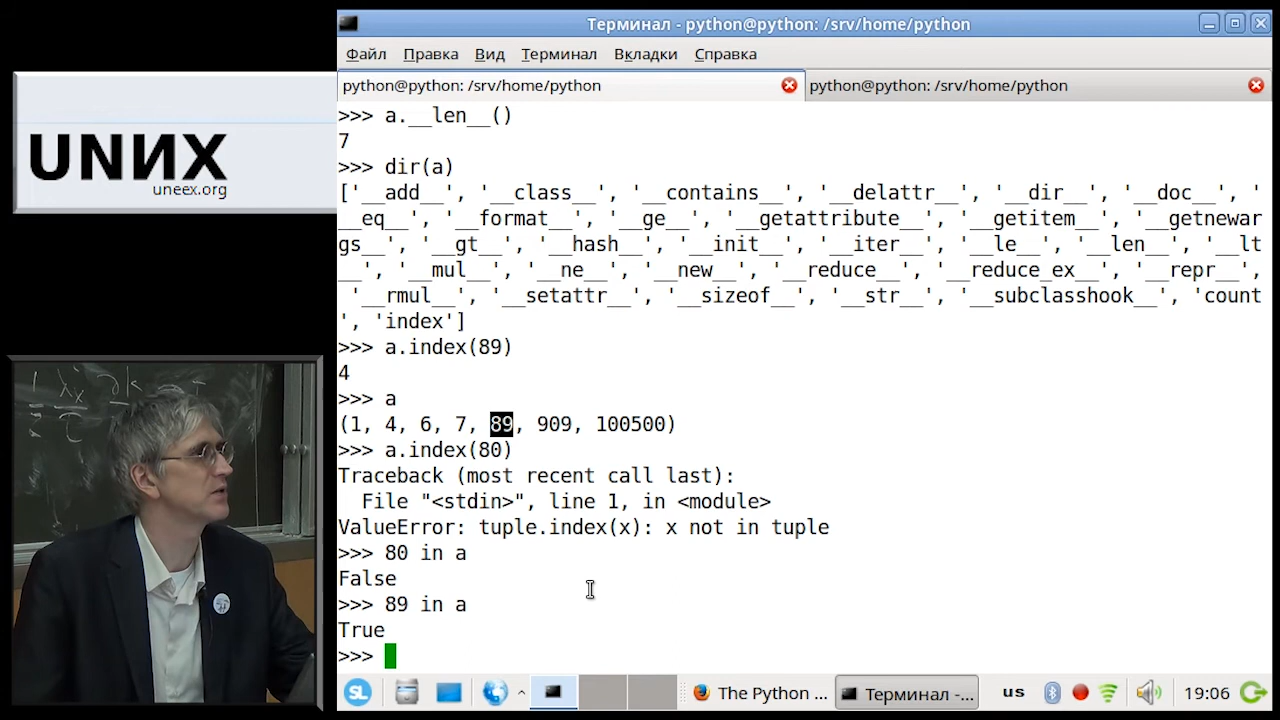 Терминал - python@python: /srv/home/python
Файл Правка Вид Терминал Вкладки Справка
python@python: /srv/home/python python@python: /srv/home/python
UNИX
uneex.org
>>> a.__len__()
7
>>> dir(a)
['__add__', '__class__', '__contains__', '__delattr__', '__dir__', '__doc__', '
__eq__', '__format__', '__ge__', '__getattribute__', '__getitem__', '__getnewar
gs__', '__gt__', '__hash__', '__init__', '__iter__', '__le__', '__len__', '__lt
__', '__mul__', '__ne__', '__new__', '__reduce__', '__reduce_ex__', '__repr__',
'__rmul__', '__setattr__', '__sizeof__', '__str__', '__subclasshook__', 'count
', 'index']
>>> a.index(89)
4
>>> a
(1, 4, 6, 7, 89, 909, 100500)
>>> a.index(80)
Traceback (most recent call last):
  File "<stdin>", line 1, in <module>
ValueError: tuple.index(x): x not in tuple
>>> 80 in a
False
>>> 89 in a
True
>>>
SL The Python ... Терминал -... us 19:06